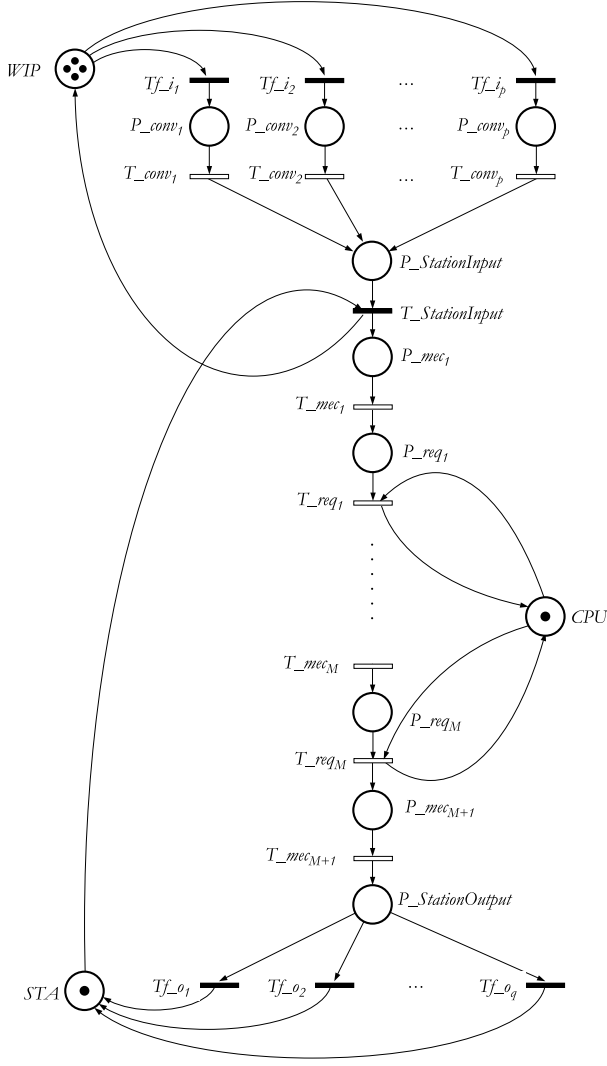 WIP
Tf_i1 Tf_i2 ... Tf_ip
P_conv1 P_conv2 ... P_convp
T_conv1 T_conv2 ... T_convp
P_StationInput
T_StationInput
P_mec1
T_mec1
P_req1
T_req1
CPU
T_mecM
P_reqM
T_reqM
P_mecM+1
T_mecM+1
P_StationOutput
STA Tf_o1 Tf_o2 ... Tf_oq